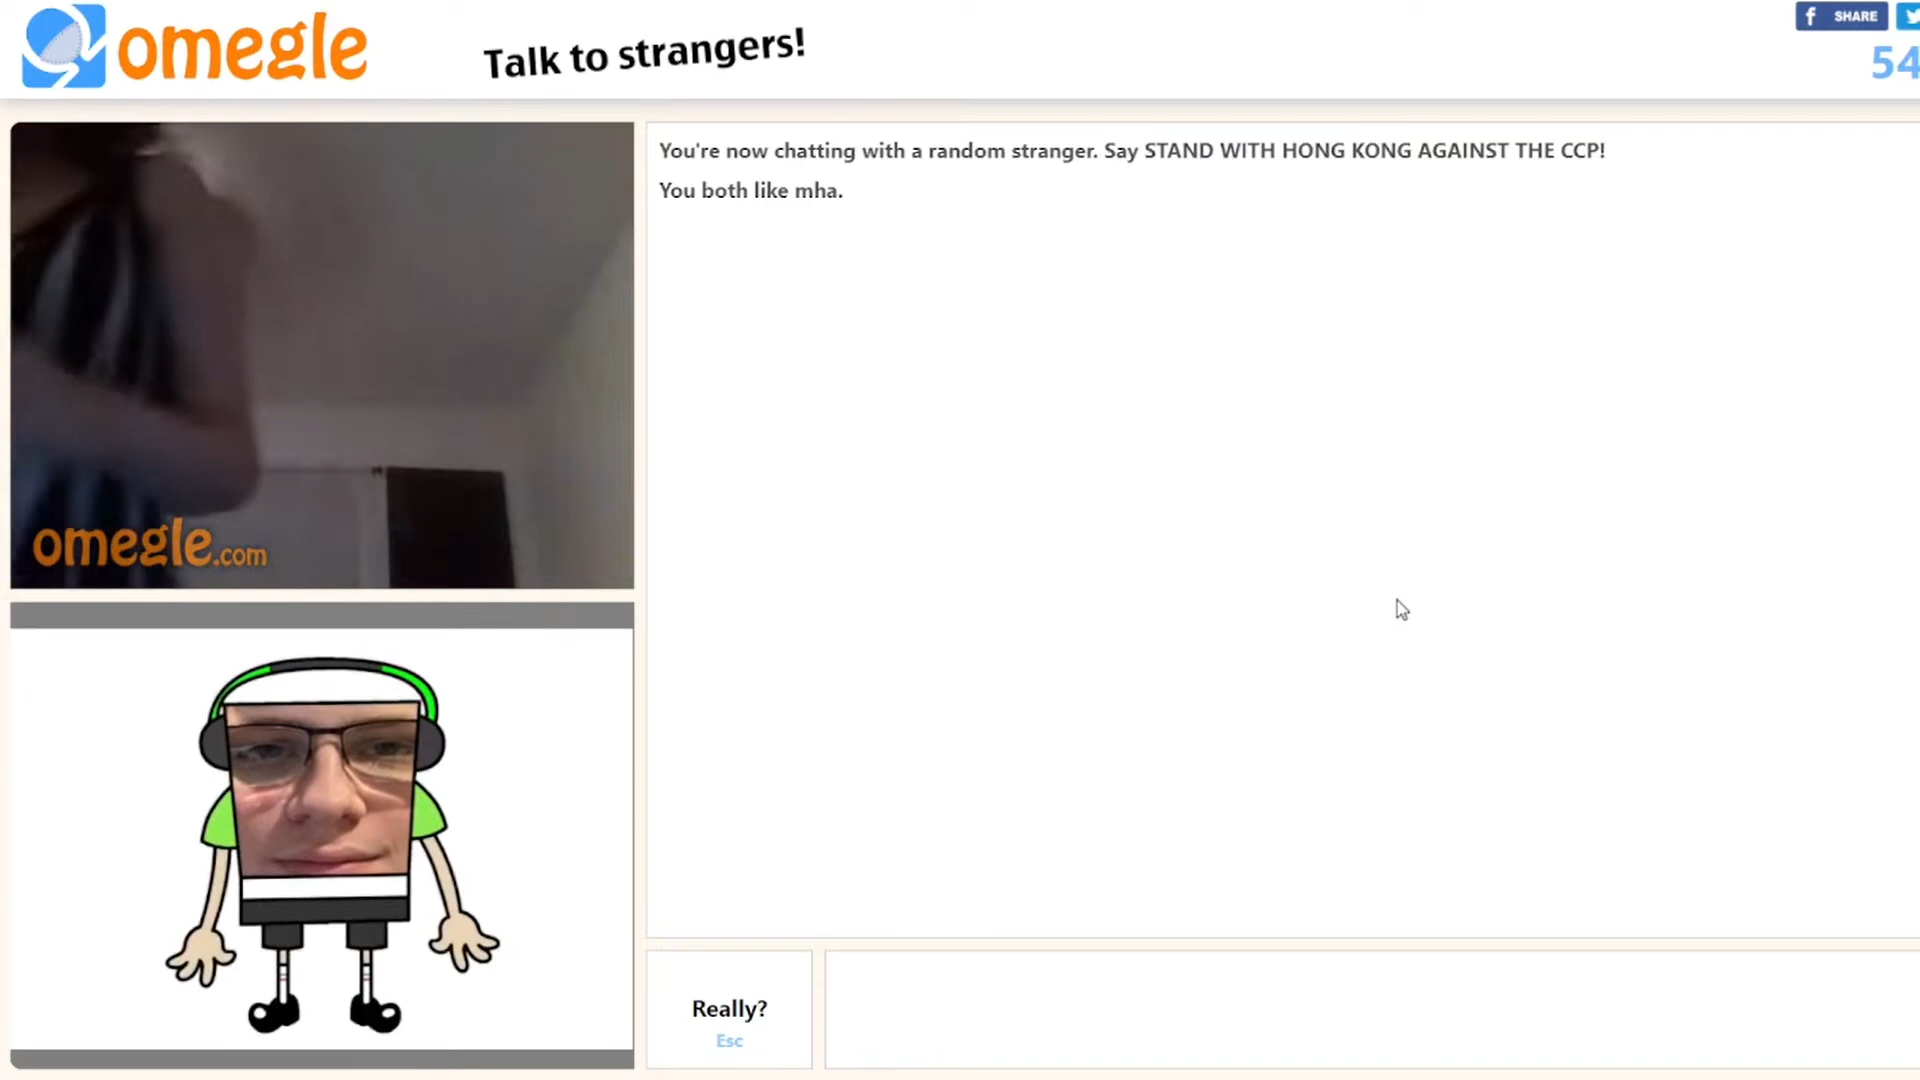 omegle
Talk to strangers!
f SHARE
54
You're now chatting with a random stranger. Say STAND WITH HONG KONG AGAINST THE CCP!
You both like mha.
omegle.com
Really?
Esc